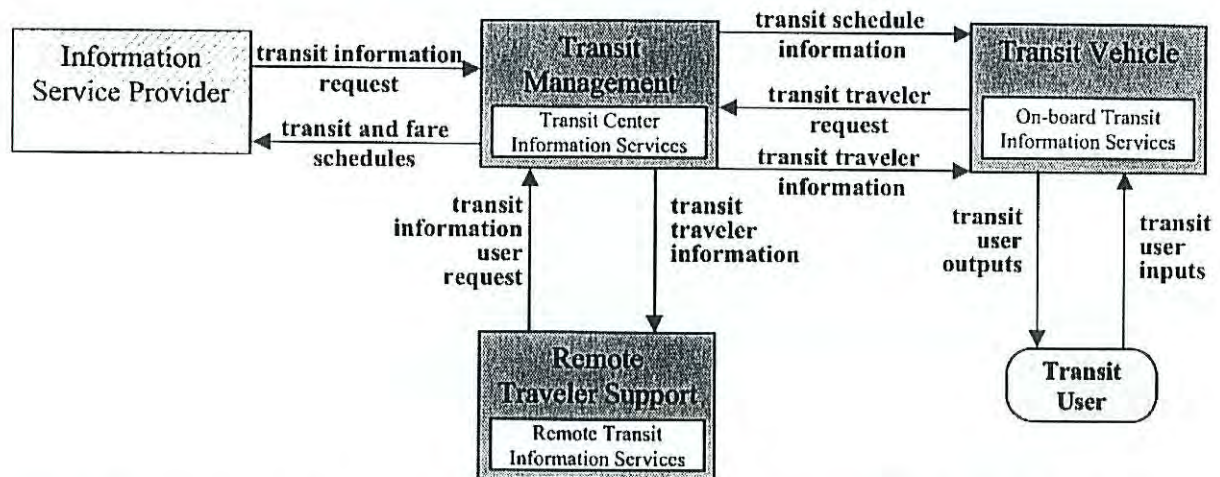 Information
Service Provider
transit information
request
transit and fare
schedules
Transit
Management
Transit Center
Information Services
transit schedule
information
transit traveler
request
transit traveler
information
Transit Vehicle
On-board Transit
Information Services
transit
information
user
request
transit
traveler
information
transit
user
outputs
transit
user
inputs
Remote
Traveler Support
Remote Transit
Information Services
Transit
User